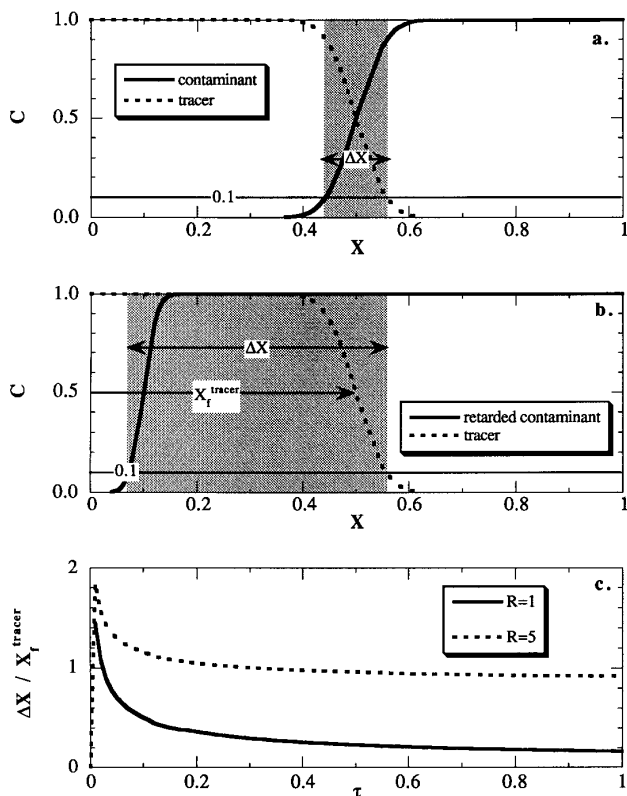 1.0
a.
contaminant
tracer
C
0.5
ΔX
0.1
0.0
0
0.2
0.4
0.6
0.8
1
X
1.0
b.
ΔX
C
0.5
X_f^tracer
retarded contaminant
tracer
0.1
0.0
0
0.2
0.4
0.6
0.8
1
X
2
c.
R=1
R=5
ΔX / X_f^tracer
1
0
0
0.2
0.4
0.6
0.8
1
τ